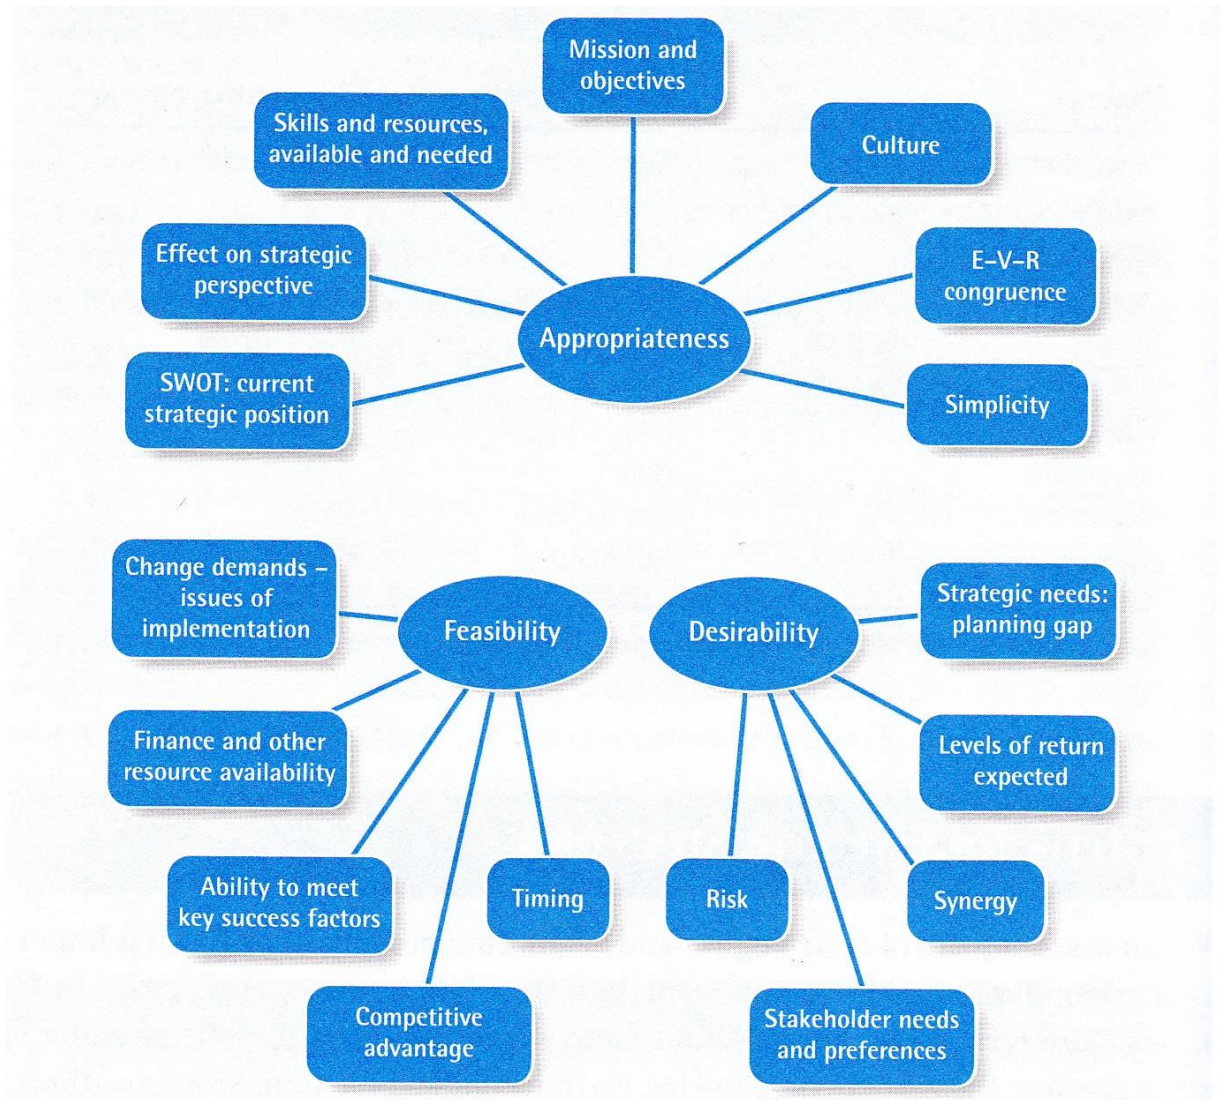 Mission and
objectives
Skills and resources,
available and needed
Culture
Effect on strategic
perspective
E–V–R
congruence
Appropriateness
SWOT: current
strategic position
Simplicity
Change demands –
issues of
implementation
Feasibility
Desirability
Strategic needs:
planning gap
Finance and other
resource availability
Levels of return
expected
Ability to meet
key success factors
Timing
Risk
Synergy
Competitive
advantage
Stakeholder needs
and preferences